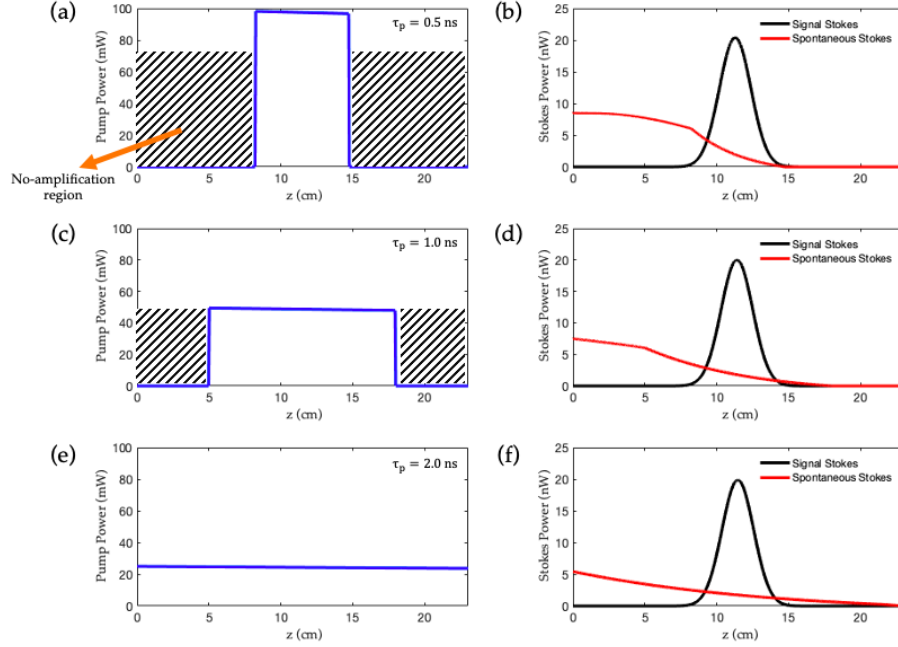 (a)
100
80
60
40
20
0
Pump Power (mW)
τp = 0.5 ns
0 5 10 15 20
z (cm)
No-amplification
region
(b)
25
20
15
10
5
0
Stokes Power (nW)
Signal Stokes
Spontaneous Stokes
0 5 10 15 20
z (cm)
(c)
100
80
60
40
20
0
Pump Power (mW)
τp = 1.0 ns
0 5 10 15 20
z (cm)
(d)
25
20
15
10
5
0
Stokes Power (nW)
Signal Stokes
Spontaneous Stokes
0 5 10 15 20
z (cm)
(e)
100
80
60
40
20
0
Pump Power (mW)
τp = 2.0 ns
0 5 10 15 20
z (cm)
(f)
25
20
15
10
5
0
Stokes Power (nW)
Signal Stokes
Spontaneous Stokes
0 5 10 15 20
z (cm)